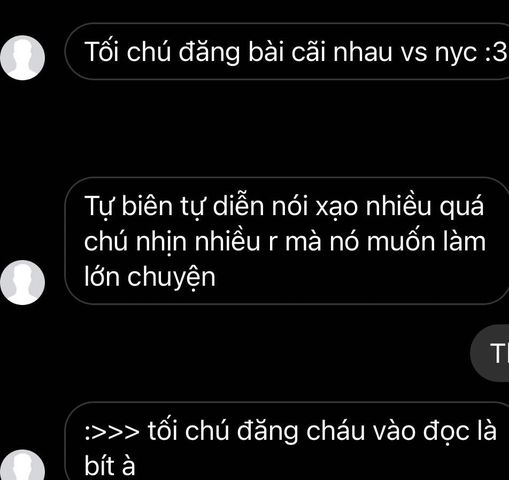 Tối chú đăng bài cãi nhau vs nyc :3
Tự biên tự diễn nói xạo nhiều quá
chú nhịn nhiều r mà nó muốn làm
lớn chuyện
:>>> tối chú đăng cháu vào đọc là
bít à